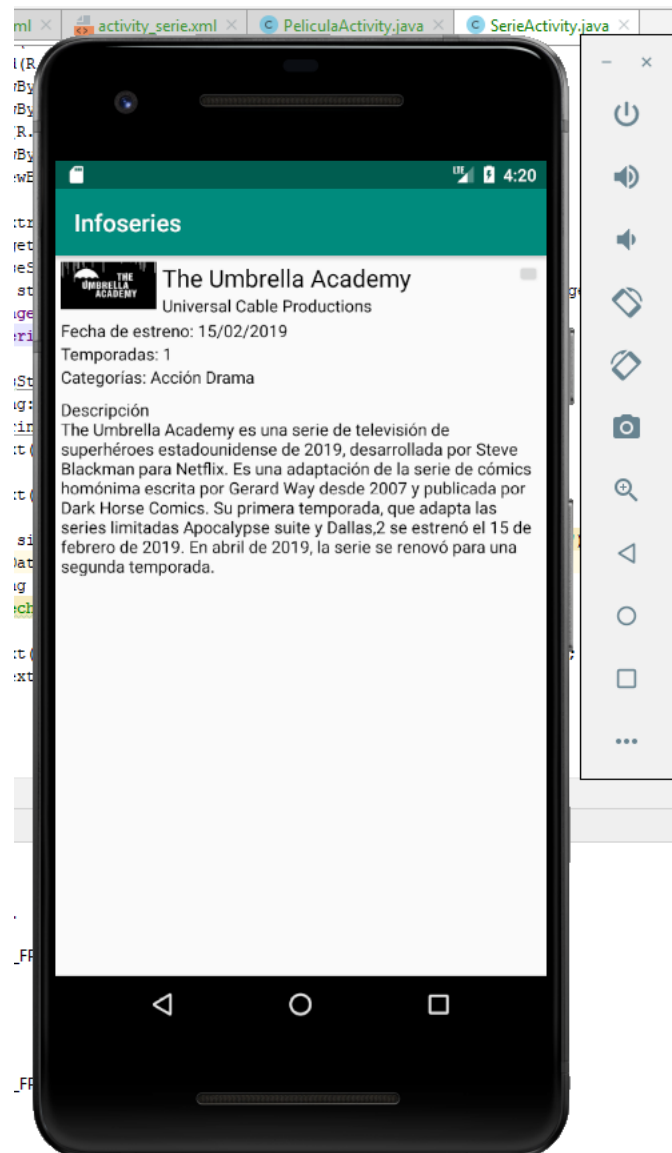 ml
activity_serie.xml
PeliculaActivity.java
SerieActivity.java
LTE 4:20
Infoseries
THE
UMBRELLA
ACADEMY
The Umbrella Academy
Universal Cable Productions
Fecha de estreno: 15/02/2019
Temporadas: 1
Categorías: Acción Drama
Descripción
The Umbrella Academy es una serie de televisión de
superhéroes estadounidense de 2019, desarrollada por Steve
Blackman para Netflix. Es una adaptación de la serie de cómics
homónima escrita por Gerard Way desde 2007 y publicada por
Dark Horse Comics. Su primera temporada, que adapta las
series limitadas Apocalypse suite y Dallas,2 se estrenó el 15 de
febrero de 2019. En abril de 2019, la serie se renovó para una
segunda temporada.